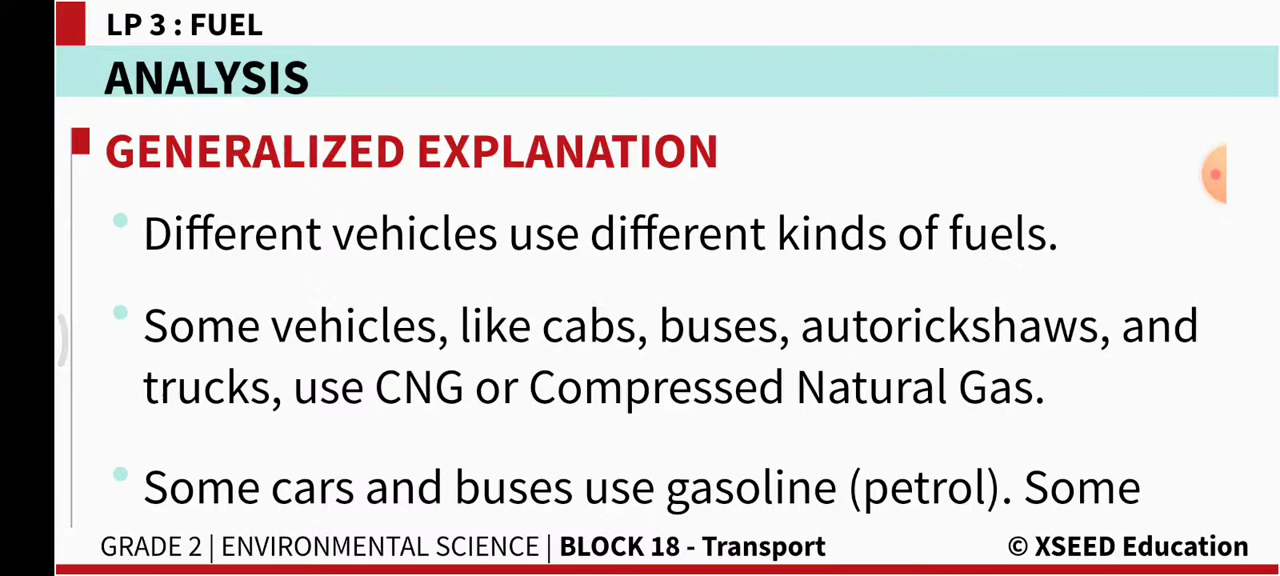 LP 3 : FUEL
ANALYSIS
GENERALIZED EXPLANATION
Different vehicles use different kinds of fuels.
Some vehicles, like cabs, buses, autorickshaws, and
trucks, use CNG or Compressed Natural Gas.
Some cars and buses use gasoline (petrol). Some
GRADE 2 | ENVIRONMENTAL SCIENCE | BLOCK 18 - Transport
© XSEED Education